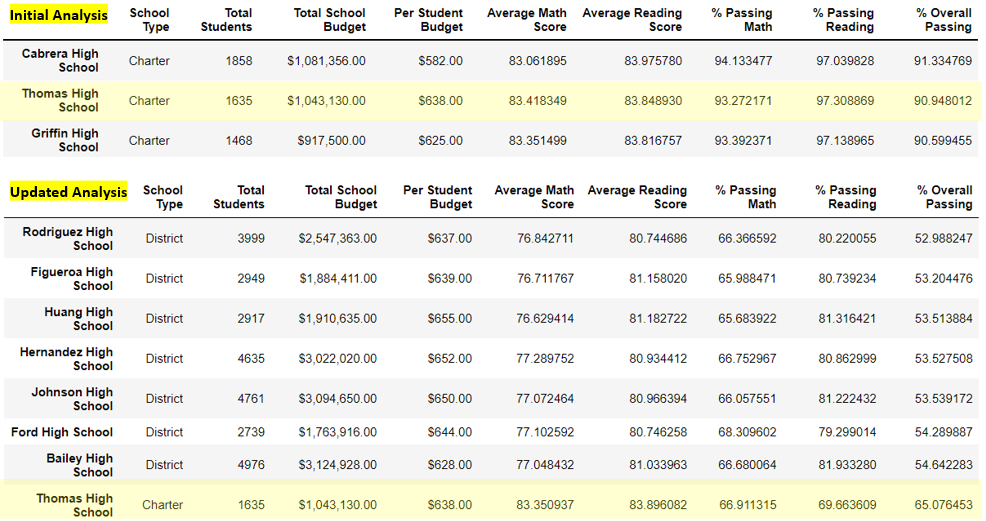 Initial Analysis School Type Total Students Total School Budget Per Student Budget Average Math Score Average Reading Score % Passing Math % Passing Reading % Overall Passing
Cabrera High School Charter 1858 $1,081,356.00 $582.00 83.061895 83.975780 94.133477 97.039828 91.334769
Thomas High School Charter 1635 $1,043,130.00 $638.00 83.418349 83.848930 93.272171 97.308869 90.948012
Griffin High School Charter 1468 $917,500.00 $625.00 83.351499 83.816757 93.392371 97.138965 90.599455
Updated Analysis School Type Total Students Total School Budget Per Student Budget Average Math Score Average Reading Score % Passing Math % Passing Reading % Overall Passing
Rodriguez High School District 3999 $2,547,363.00 $637.00 76.842711 80.744686 66.366592 80.220055 52.988247
Figueroa High School District 2949 $1,884,411.00 $639.00 76.711767 81.158020 65.988471 80.739234 53.204476
Huang High School District 2917 $1,910,635.00 $655.00 76.629414 81.182722 65.683922 81.316421 53.513884
Hernandez High School District 4635 $3,022,020.00 $652.00 77.289752 80.934412 66.752967 80.862999 53.527508
Johnson High School District 4761 $3,094,650.00 $650.00 77.072464 80.966394 66.057551 81.222432 53.539172
Ford High School District 2739 $1,763,916.00 $644.00 77.102592 80.746258 68.309602 79.299014 54.289887
Bailey High School District 4976 $3,124,928.00 $628.00 77.048432 81.033963 66.680064 81.933280 54.642283
Thomas High School Charter 1635 $1,043,130.00 $638.00 83.350937 83.896082 66.911315 69.663609 65.076453